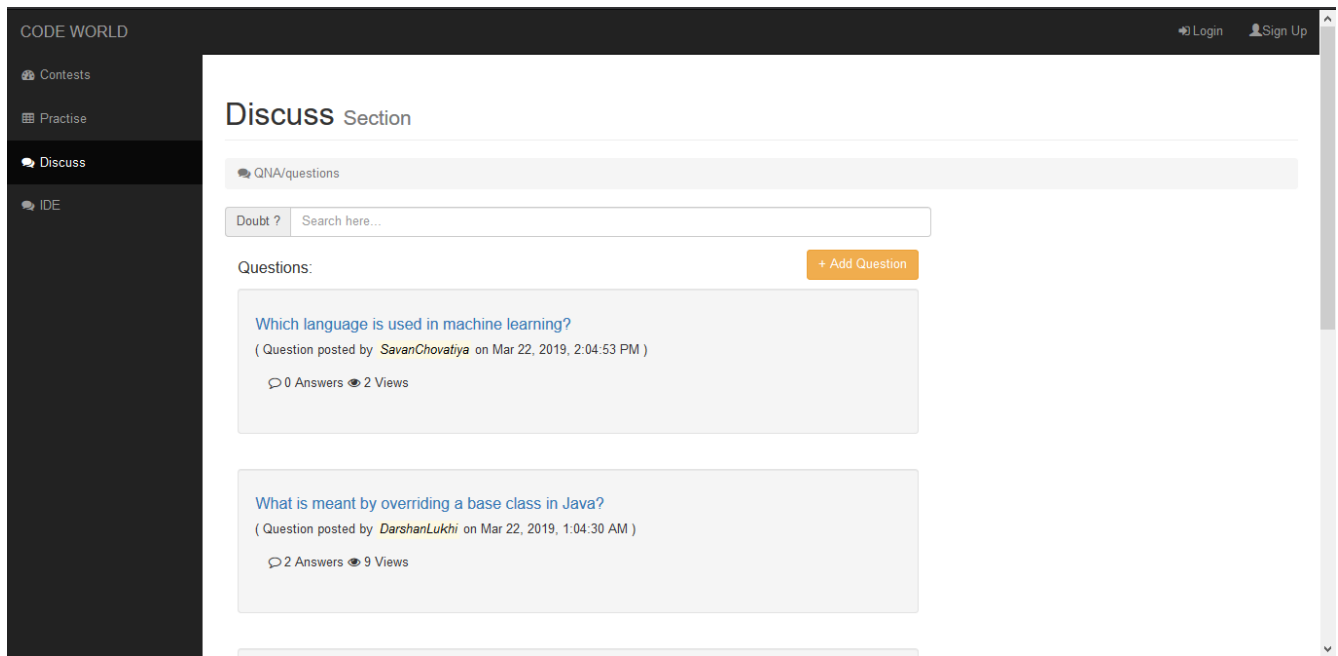 CODE WORLD
Login
Sign Up
Contests
Practise
Discuss
IDE
Discuss Section
QNA/questions
Doubt ?
Search here...
Questions:
+ Add Question
Which language is used in machine learning?
( Question posted by SavanChovatiya on Mar 22, 2019, 2:04:53 PM )
0 Answers 2 Views
What is meant by overriding a base class in Java?
( Question posted by DarshanLukhi on Mar 22, 2019, 1:04:30 AM )
2 Answers 9 Views